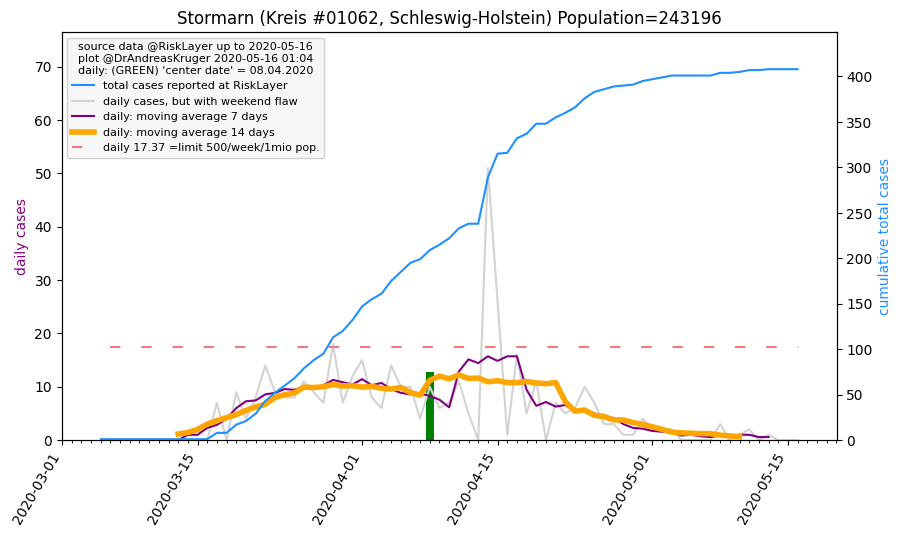 Stormarn (Kreis #01062, Schleswig-Holstein) Population=243196
source data @RiskLayer up to 2020-05-16
plot @DrAndreasKruger 2020-05-16 01:04
daily: (GREEN) 'center date' = 08.04.2020
total cases reported at RiskLayer
daily cases, but with weekend flaw
daily: moving average 7 days
daily: moving average 14 days
daily 17.37 =limit 500/week/1mio pop.
daily cases
70
60
50
40
30
20
10
0
400
350
300
250
200
150
100
50
0
cumulative total cases
2020-03-01
2020-03-15
2020-04-01
2020-04-15
2020-05-01
2020-05-15